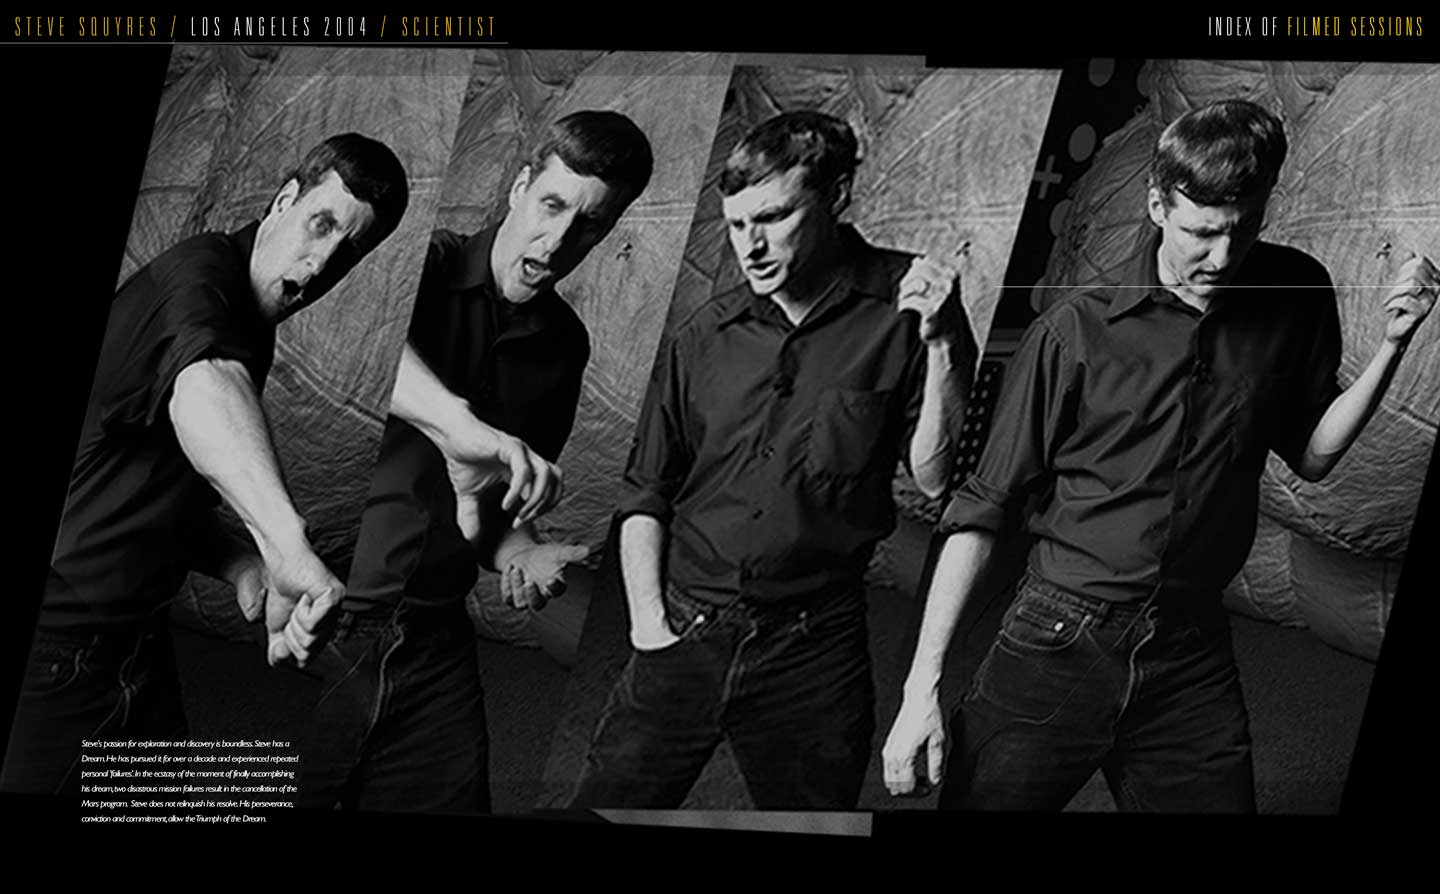 STEVE SQUYRES / LOS ANGELES 2004 / SCIENTIST
INDEX OF FILMED SESSIONS
Steve's passion for exploration and discovery is boundless. Steve has a
Dream. He has pursued it for over a decade and experienced repeated
personal 'failures'. In the ecstasy of the moment of finally accomplishing
his dream, two disastrous mission failures result in the cancellation of the
Mars program. Steve does not relinquish his resolve. His perseverance,
conviction and commitment, allow the Triumph of the Dream.